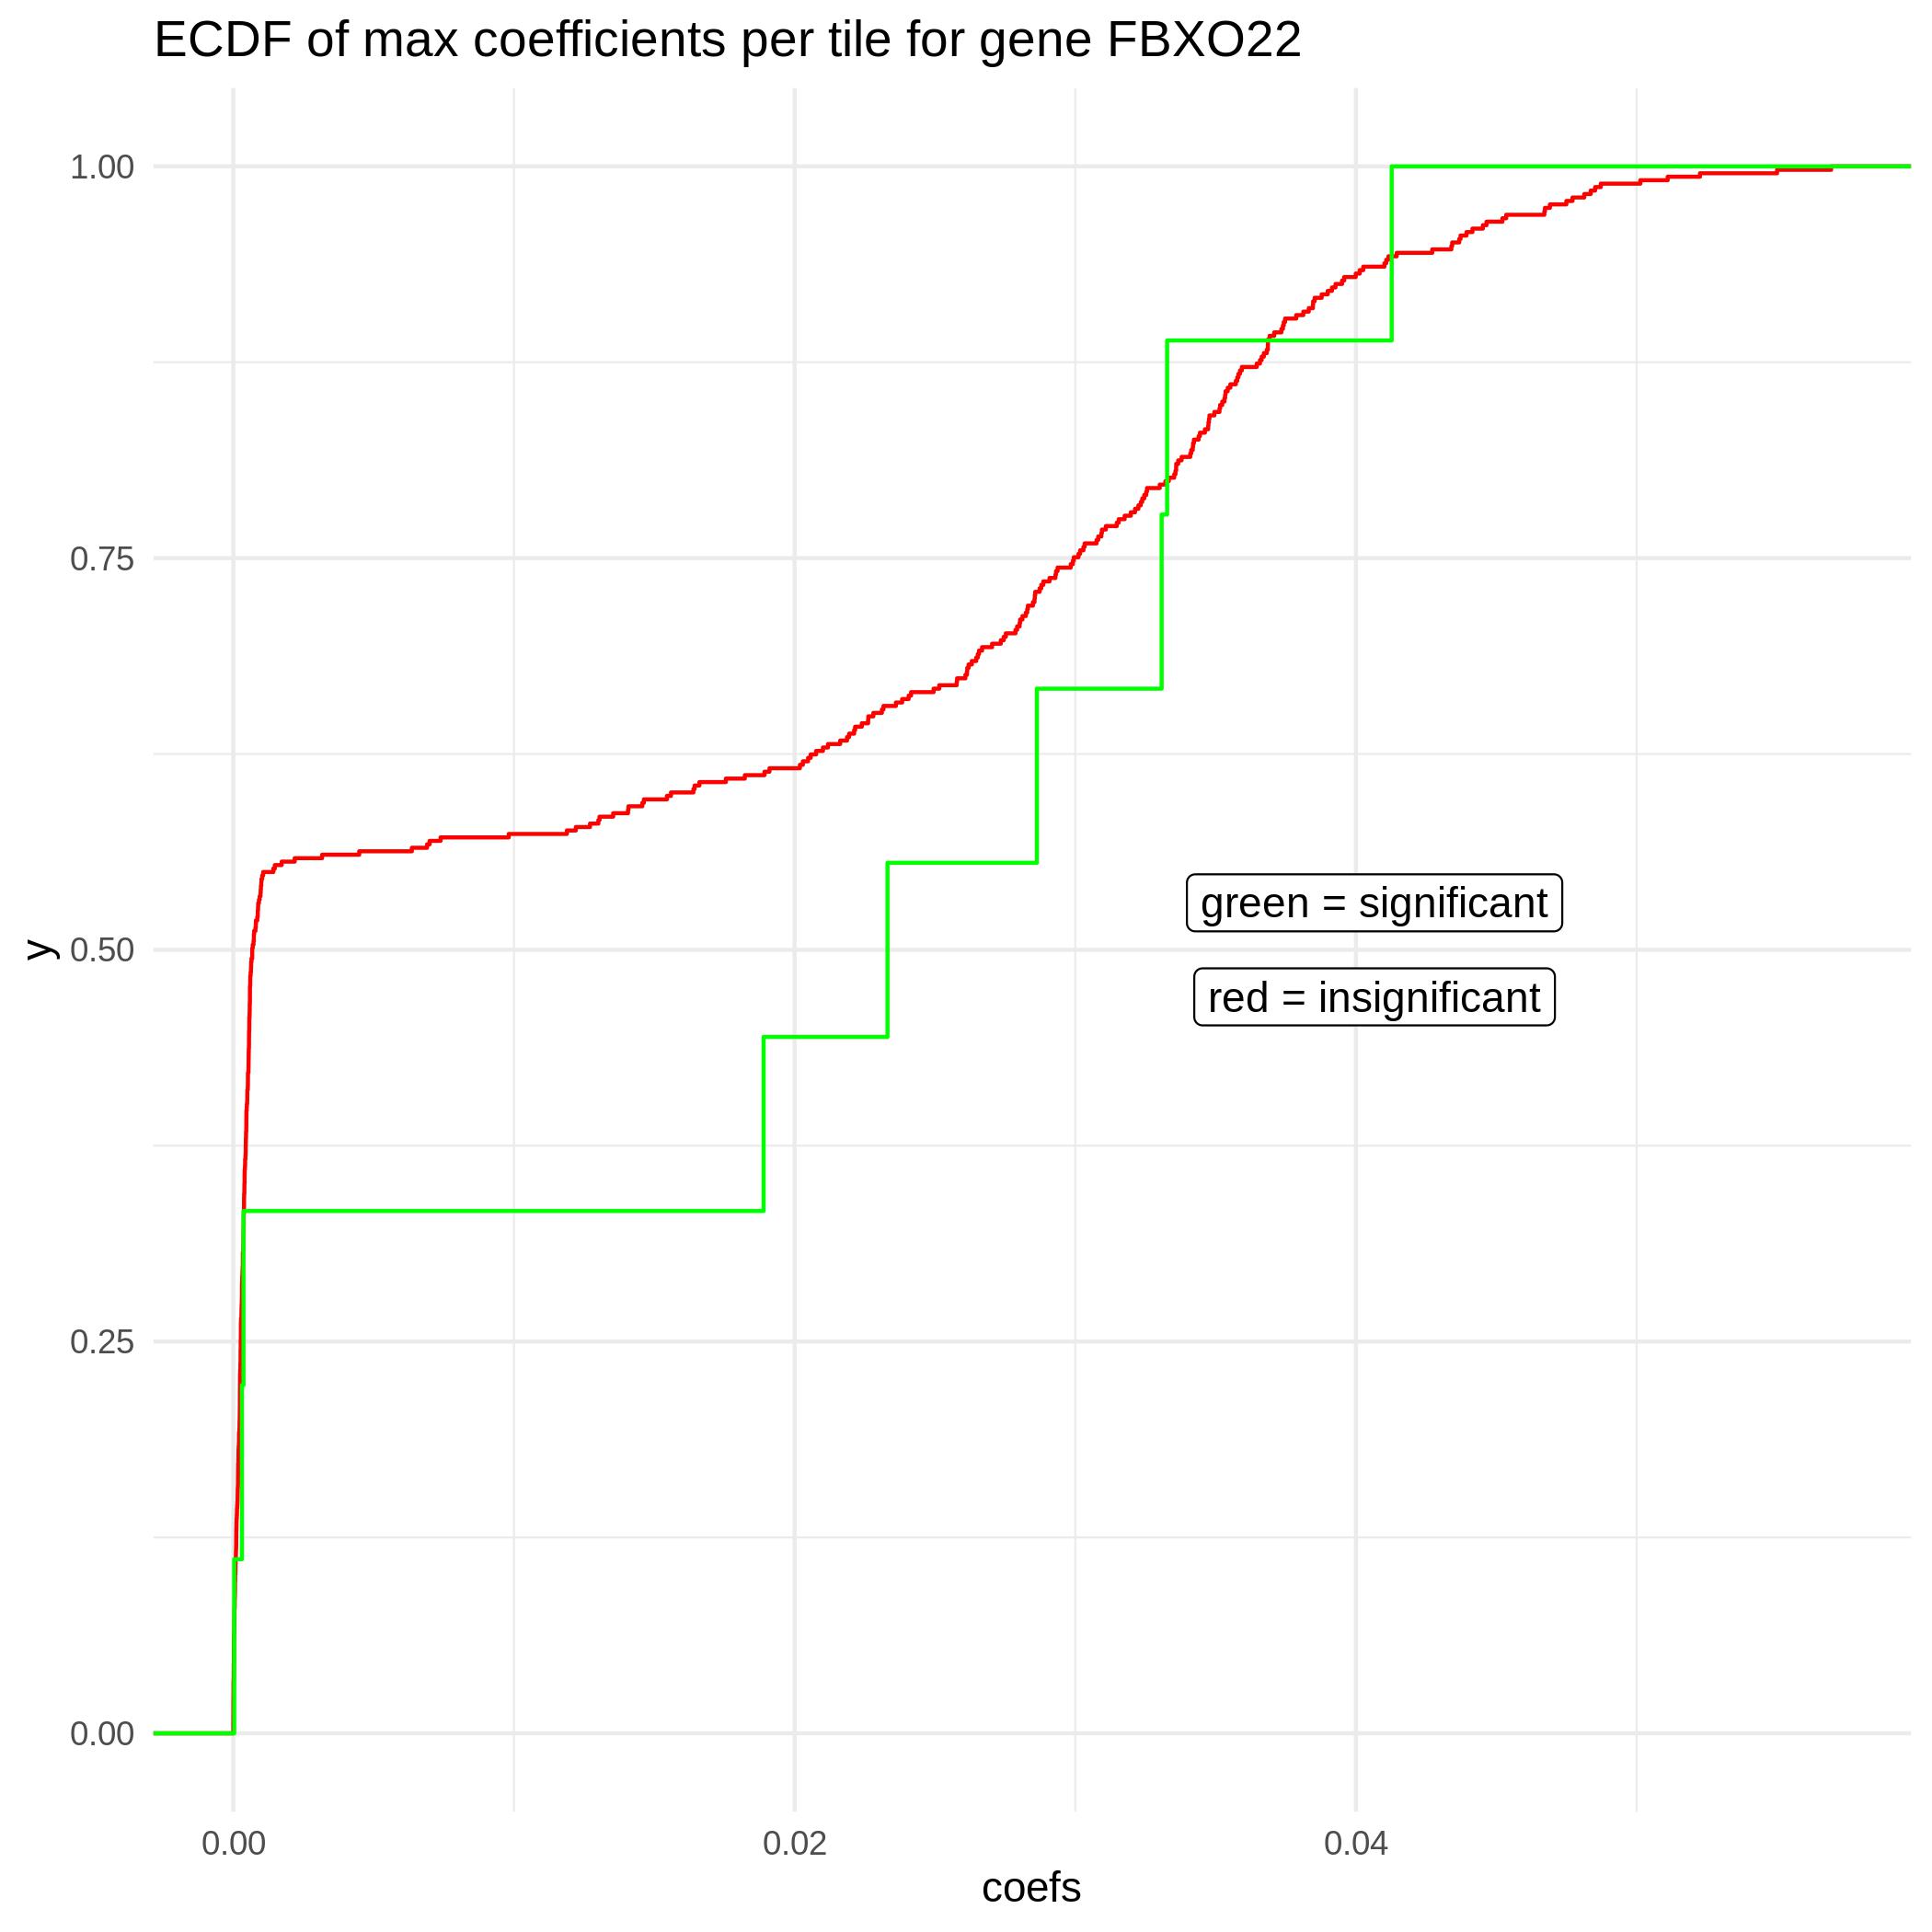 ECDF of max coefficients per tile for gene FBXO22
1.00
0.75
0.50
0.25
0.00
y
green = significant
red = insignificant
0.00
0.02
0.04
coefs